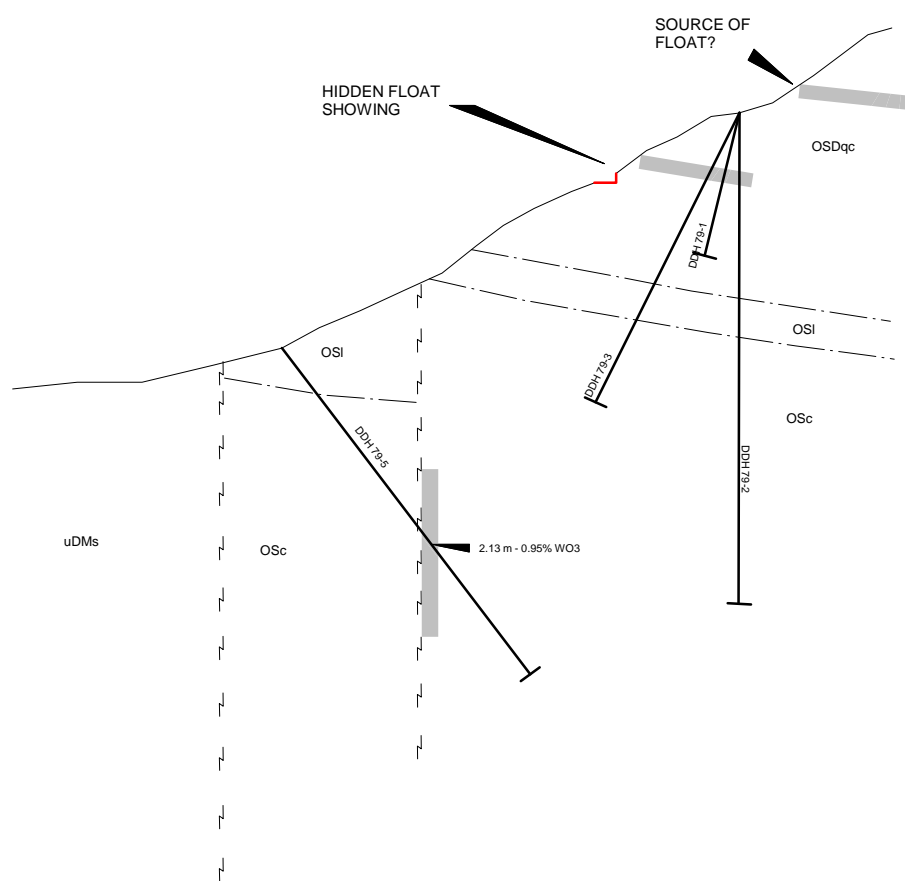 SOURCE OF
FLOAT?
HIDDEN FLOAT
SHOWING
OSDqc
DDH 79-1
OSl
OSl
DDH 79-3
OSc
DDH 79-5
DDH 79-2
uDMs
OSc
2.13 m - 0.95% WO3